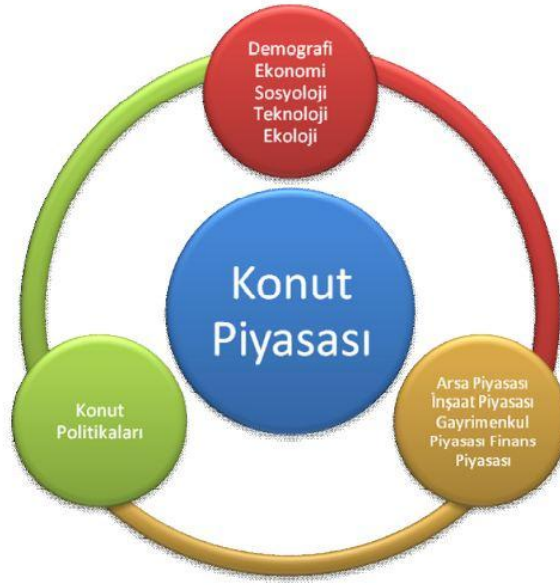 Demografi
Ekonomi
Sosyoloji
Teknoloji
Ekoloji
Konut
Piyasası
Konut
Politikaları
Arsa Piyasası
İnşaat Piyasası
Gayrimenkul
Piyasası Finans
Piyasası